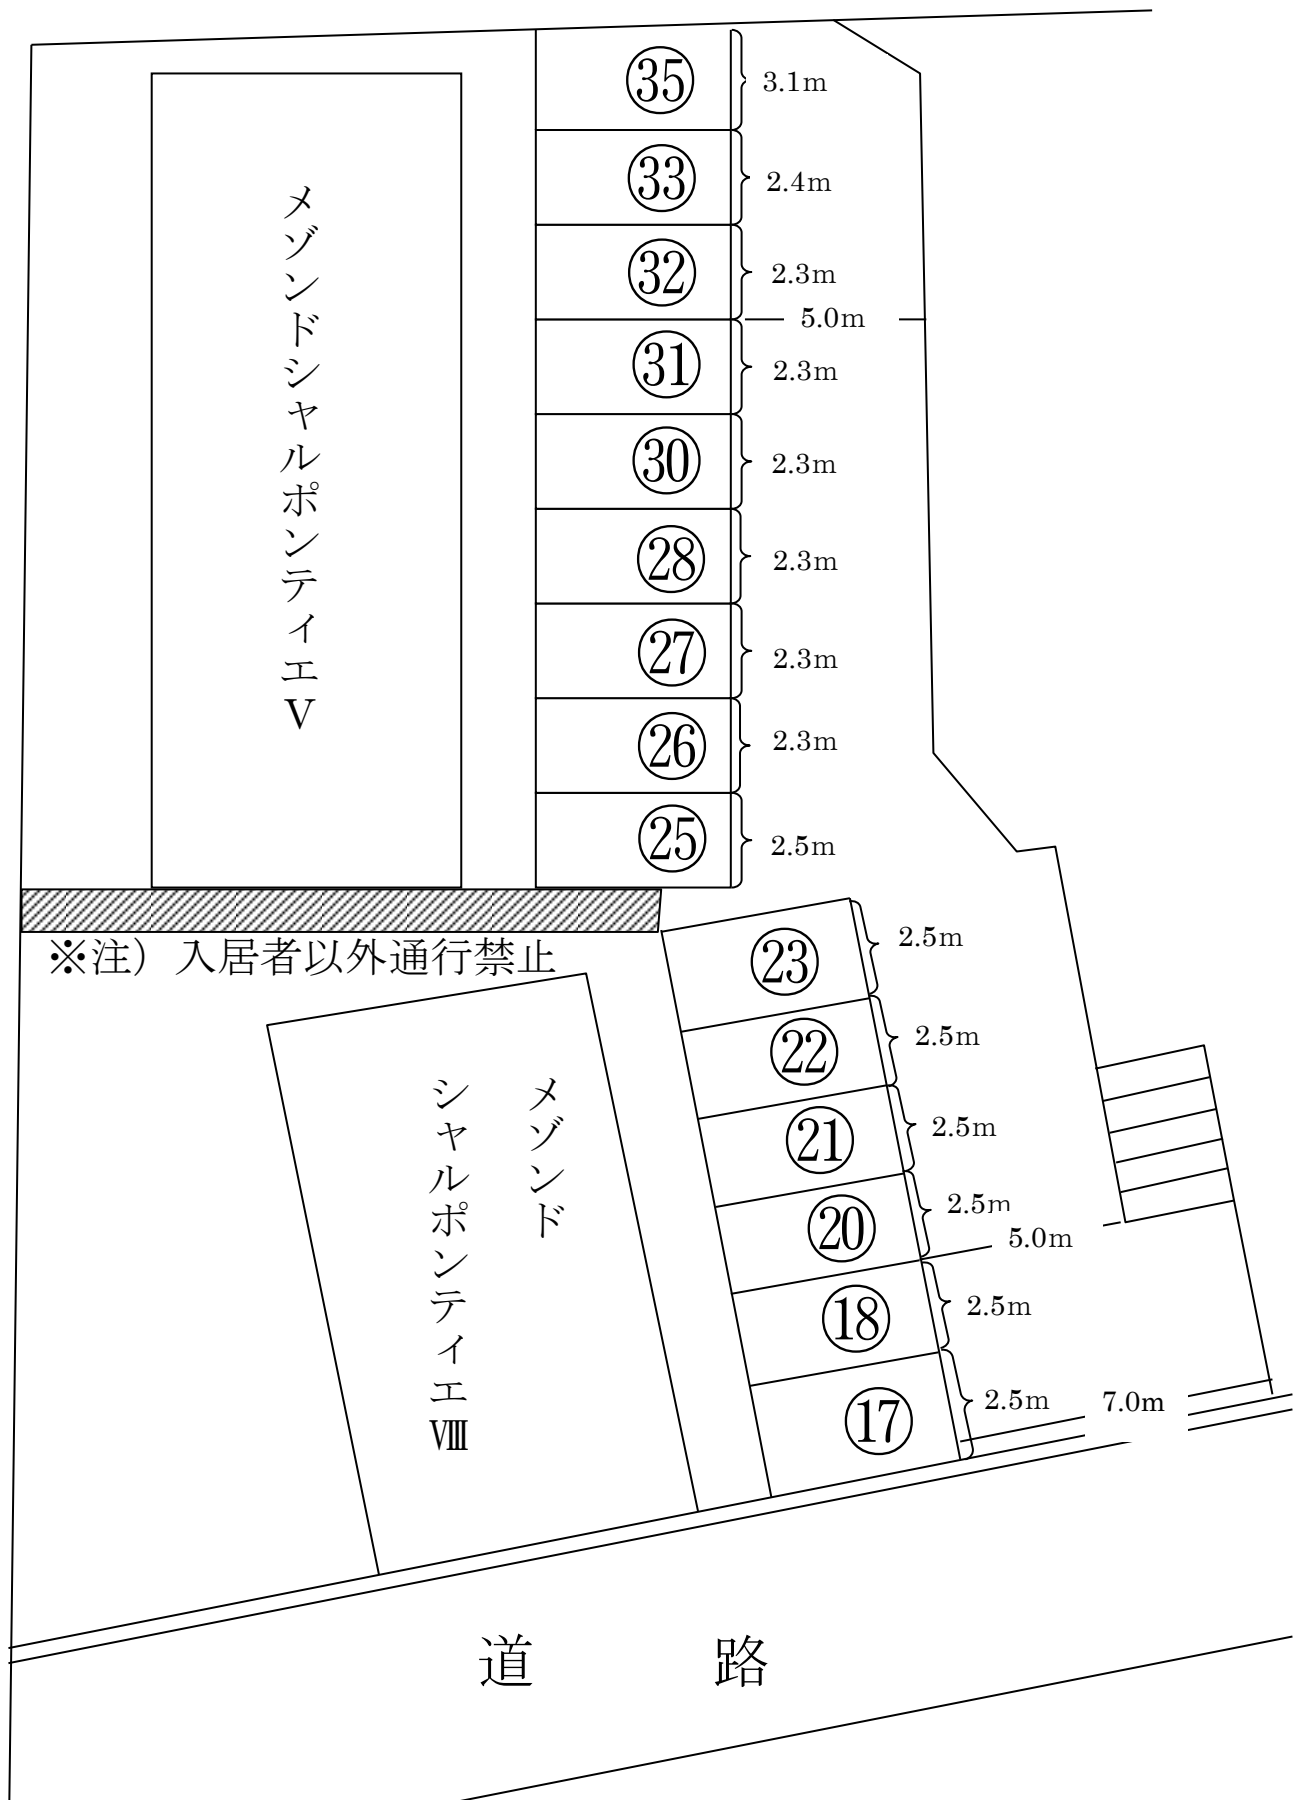 ㉟
3.1m
㉝
2.4m
㉜
2.3m
5.0m
㉛
2.3m
㉚
2.3m
㉘
2.3m
㉗
2.3m
㉖
2.3m
㉕
2.5m
メゾンドシャルポンティエⅤ
※注）入居者以外通行禁止
㉓
2.5m
㉒
2.5m
㉑
2.5m
⑳
2.5m
5.0m
⑱
2.5m
⑰
2.5m
7.0m
メゾンド
シャルポンティエⅧ
道路